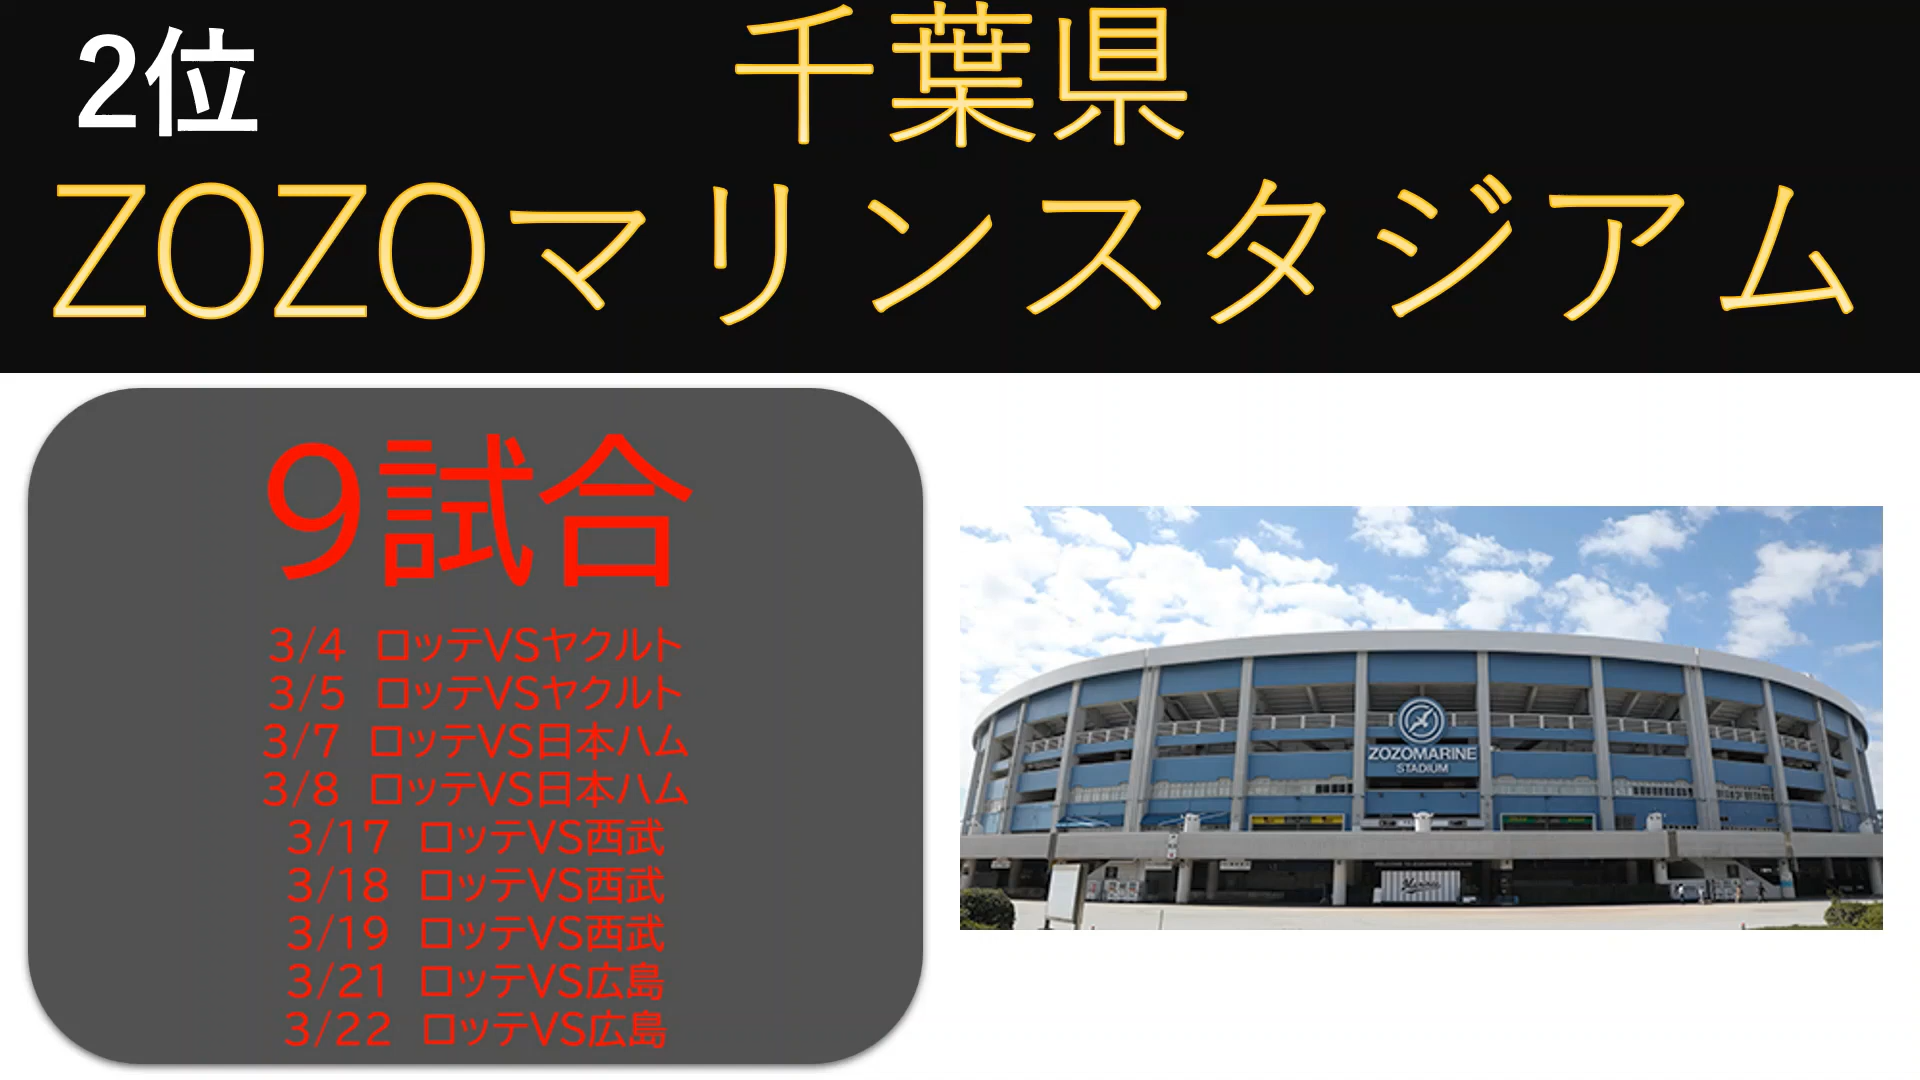 2位
千葉県
ZOZOマリンスタジアム
9試合
3/4 ロッテVSヤクルト
3/5 ロッテVSヤクルト
3/7 ロッテVS日本ハム
3/8 ロッテVS日本ハム
3/17 ロッテVS西武
3/18 ロッテVS西武
3/19 ロッテVS西武
3/21 ロッテVS広島
3/22 ロッテVS広島
ZOZOMARINE
STADIUM